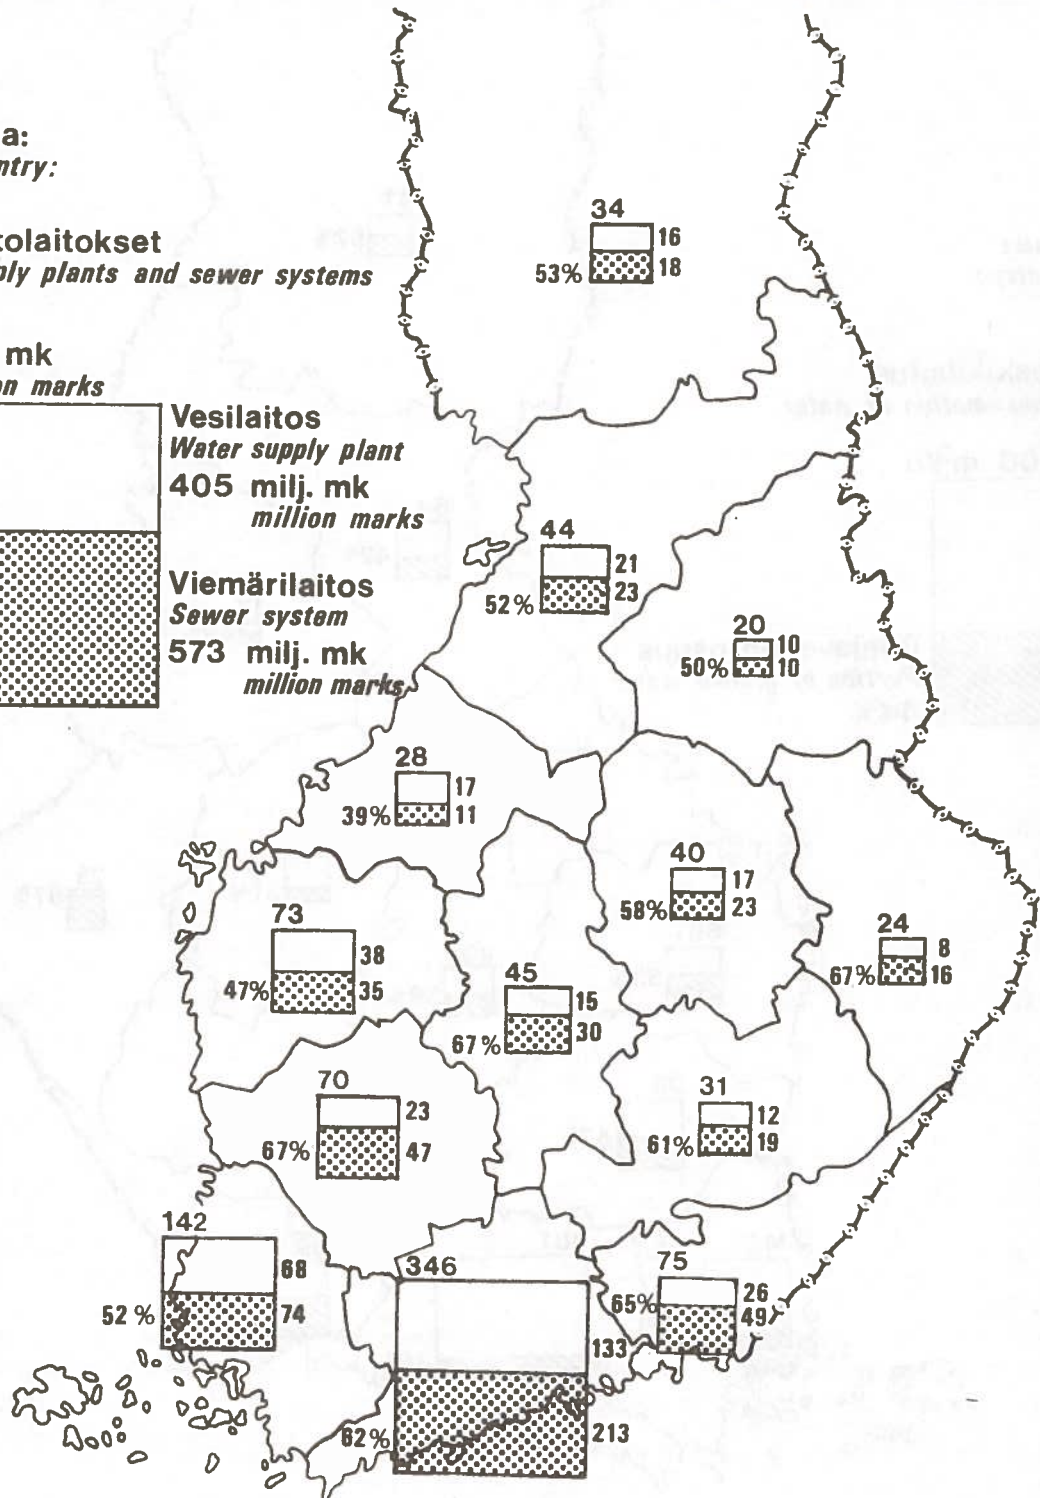 a:
ntry:
tolaitokset
ply plants and sewer systems
mk
on marks
Vesilaitos
Water supply plant
405 milj. mk
million marks
Viemärilaitos
Sewer system
573 milj. mk
million marks
34
16
53% 18
44
21
52% 23
20
10
50% 10
28
17
39% 11
40
17
58% 23
24
8
67% 16
73
38
47% 35
45
15
67% 30
70
23
67% 47
31
12
61% 19
142
68
52% 74
346
133
62% 213
75
26
65% 49